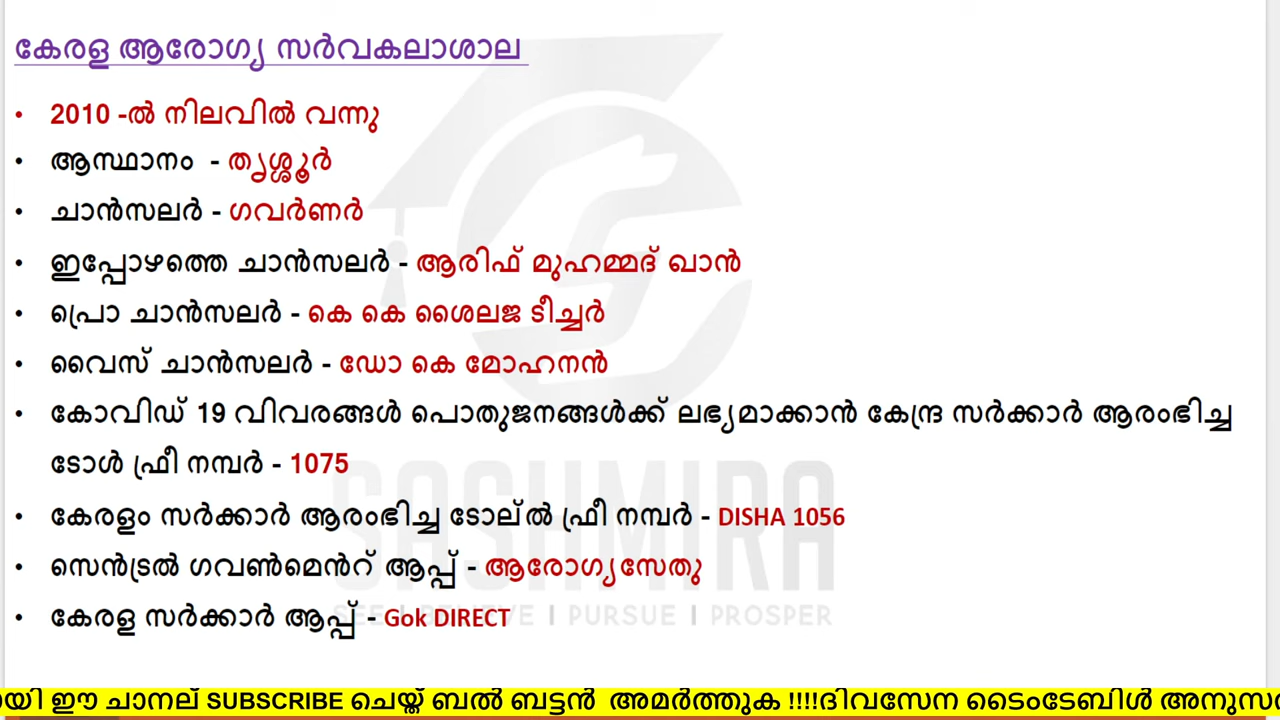 കേരള ആരോഗ്യ സർവകലാശാല
• 2010 -ൽ നിലവിൽ വന്നു
• ആസ്ഥാനം - തൃശ്ശൂർ
• ചാൻസലർ - ഗവർണർ
• ഇപ്പോഴത്തെ ചാൻസലർ - ആരിഫ് മുഹമ്മദ് ഖാൻ
• പ്രൊ ചാൻസലർ - കെ കെ ശൈലജ ടീച്ചർ
• വൈസ് ചാൻസലർ - ഡോ കെ മോഹനൻ
• കോവിഡ് 19 വിവരങ്ങൾ പൊതുജനങ്ങൾക്ക് ലഭ്യമാക്കാൻ കേന്ദ്ര സർക്കാർ ആരംഭിച്ച
ടോൾ ഫ്രീ നമ്പർ - 1075
• കേരളം സർക്കാർ ആരംഭിച്ച ടോല്ൽ ഫ്രീ നമ്പർ - DISHA 1056
• സെൻട്രൽ ഗവൺമെൻറ് ആപ്പ് - ആരോഗ്യസേതു
• കേരള സർക്കാർ ആപ്പ് - Gok DIRECT
SASHMIRA
SEE I BELIEVE I PURSUE I PROSPER
ഈ ചാനല് SUBSCRIBE ചെയ്ത് ബൽ ബട്ടൻ അമർത്തുക !!!!ദിവസേന ടൈംടേബിൾ